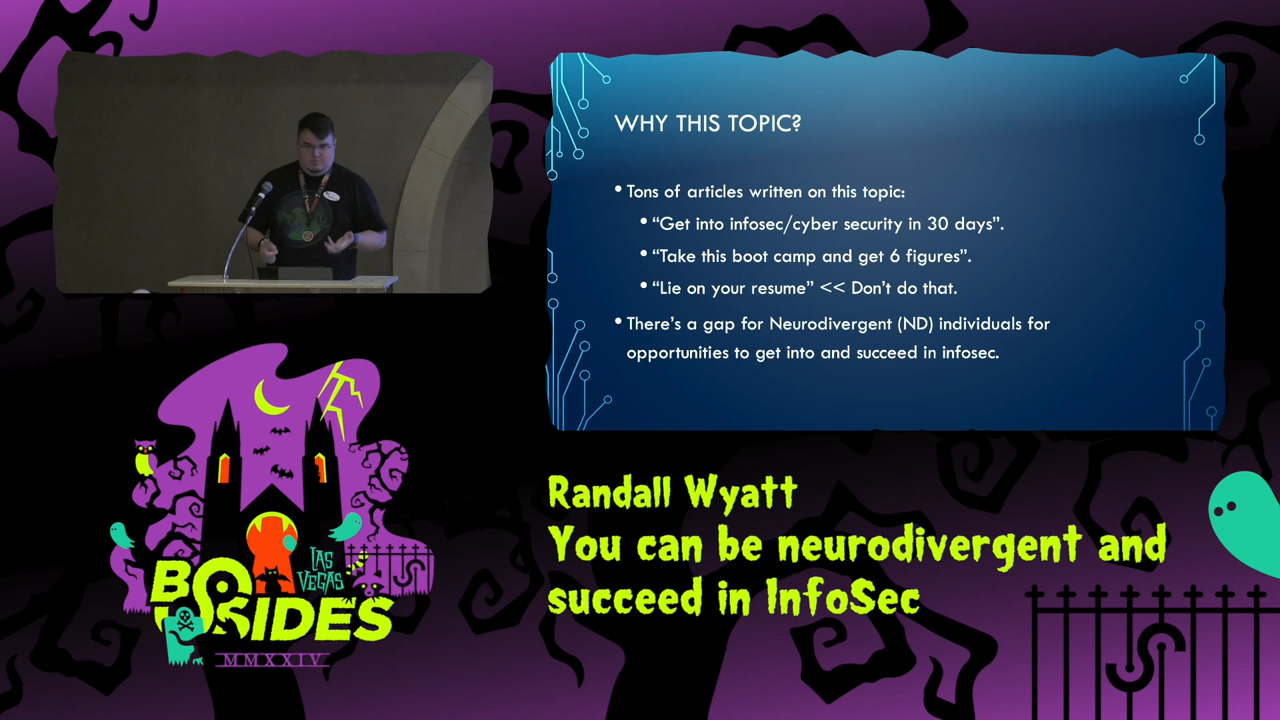 WHY THIS TOPIC?
• Tons of articles written on this topic:
• “Get into infosec/cyber security in 30 days”.
• “Take this boot camp and get 6 figures”.
• “Lie on your resume” << Don’t do that.
• There’s a gap for Neurodivergent (ND) individuals for
opportunities to get into and succeed in infosec.
Randall Wyatt
You can be neurodivergent and
succeed in InfoSec
LAS
VEGAS
BSIDES
MMXXIV